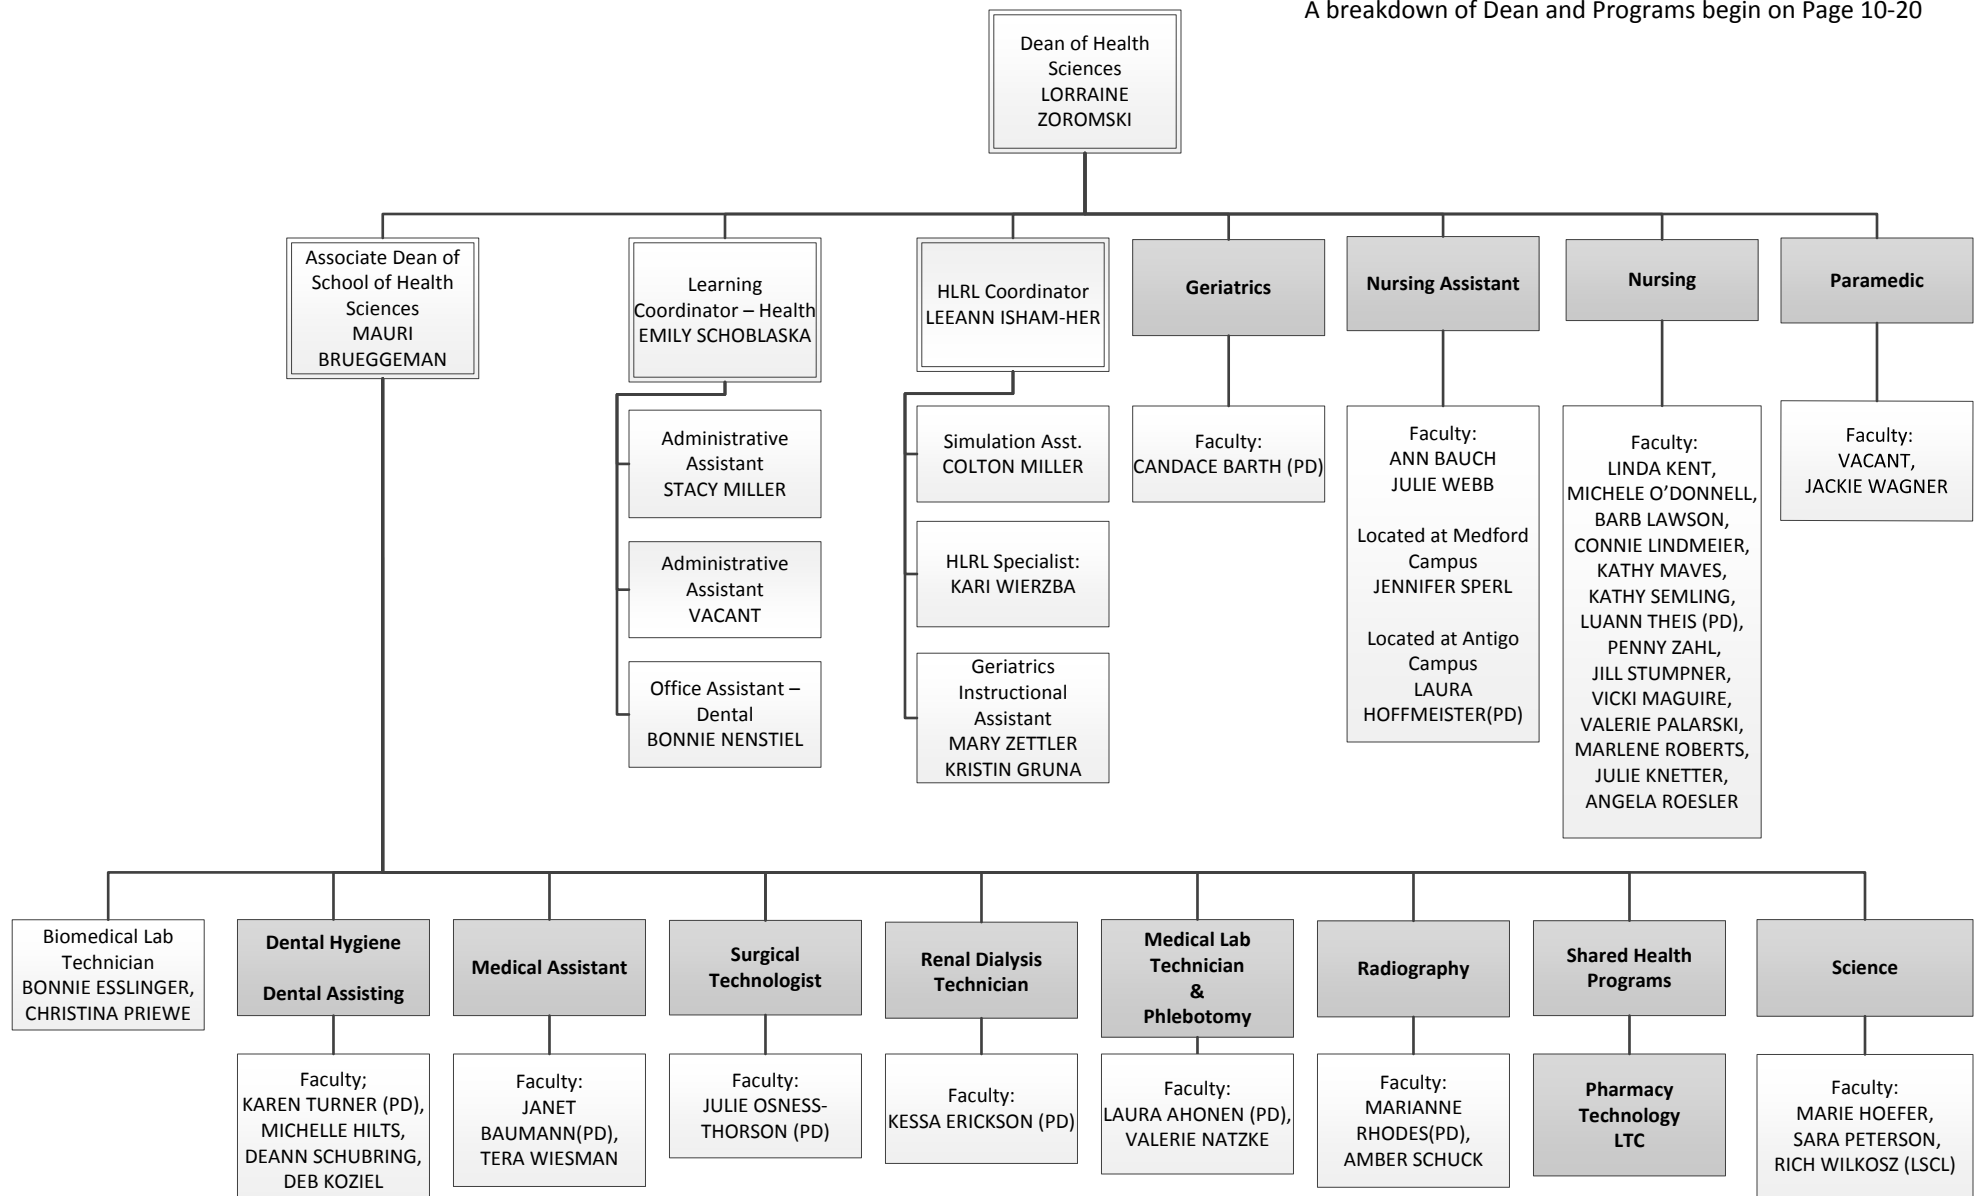 A breakdown of Dean and Programs begin on Page 10-20
Dean of Health
Sciences
LORRAINE
ZOROMSKI
Associate Dean of
School of Health
Sciences
MAURI
BRUEGGEMAN
Learning
Coordinator – Health
EMILY SCHOBLASKA
HLRL Coordinator
LEEANN ISHAM-HER
Geriatrics
Nursing Assistant
Nursing
Paramedic
Administrative
Assistant
STACY MILLER
Administrative
Assistant
VACANT
Office Assistant –
Dental
BONNIE NENSTIEL
Simulation Asst.
COLTON MILLER
HLRL Specialist:
KARI WIERZBA
Geriatrics
Instructional
Assistant
MARY ZETTLER
KRISTIN GRUNA
Faculty:
CANDACE BARTH (PD)
Faculty:
ANN BAUCH
JULIE WEBB
Located at Medford
Campus
JENNIFER SPERL
Located at Antigo
Campus
LAURA
HOFFMEISTER(PD)
Faculty:
LINDA KENT,
MICHELE O’DONNELL,
BARB LAWSON,
CONNIE LINDMEIER,
KATHY MAVES,
KATHY SEMLING,
LUANN THEIS (PD),
PENNY ZAHL,
JILL STUMPNER,
VICKI MAGUIRE,
VALERIE PALARSKI,
MARLENE ROBERTS,
JULIE KNETTER,
ANGELA ROESLER
Faculty:
VACANT,
JACKIE WAGNER
Biomedical Lab
Technician
BONNIE ESSLINGER,
CHRISTINA PRIEWE
Dental Hygiene
Dental Assisting
Medical Assistant
Surgical
Technologist
Renal Dialysis
Technician
Medical Lab
Technician
&
Phlebotomy
Radiography
Shared Health
Programs
Science
Faculty;
KAREN TURNER (PD),
MICHELLE HILTS,
DEANN SCHUBRING,
DEB KOZIEL
Faculty:
JANET
BAUMANN(PD),
TERA WIESMAN
Faculty:
JULIE OSNESS-
THORSON (PD)
Faculty:
KESSA ERICKSON (PD)
Faculty:
LAURA AHONEN (PD),
VALERIE NATZKE
Faculty:
MARIANNE
RHODES(PD),
AMBER SCHUCK
Pharmacy
Technology
LTC
Faculty:
MARIE HOEFER,
SARA PETERSON,
RICH WILKOSZ (LSCL)